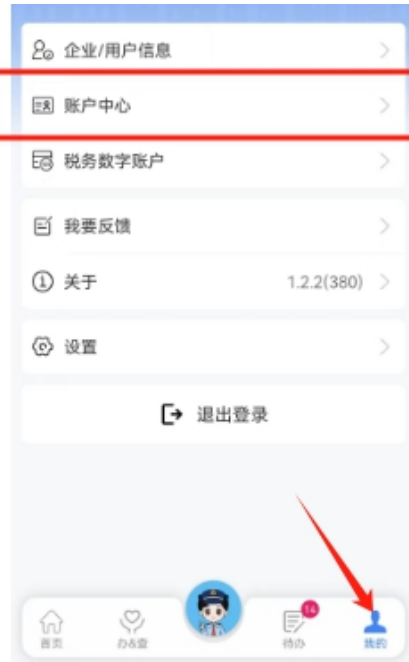 企业/用户信息
账户中心
税务数字账户
我要反馈
关于 1.2.2(380)
设置
退出登录
14
首页 办&查 待办 我的